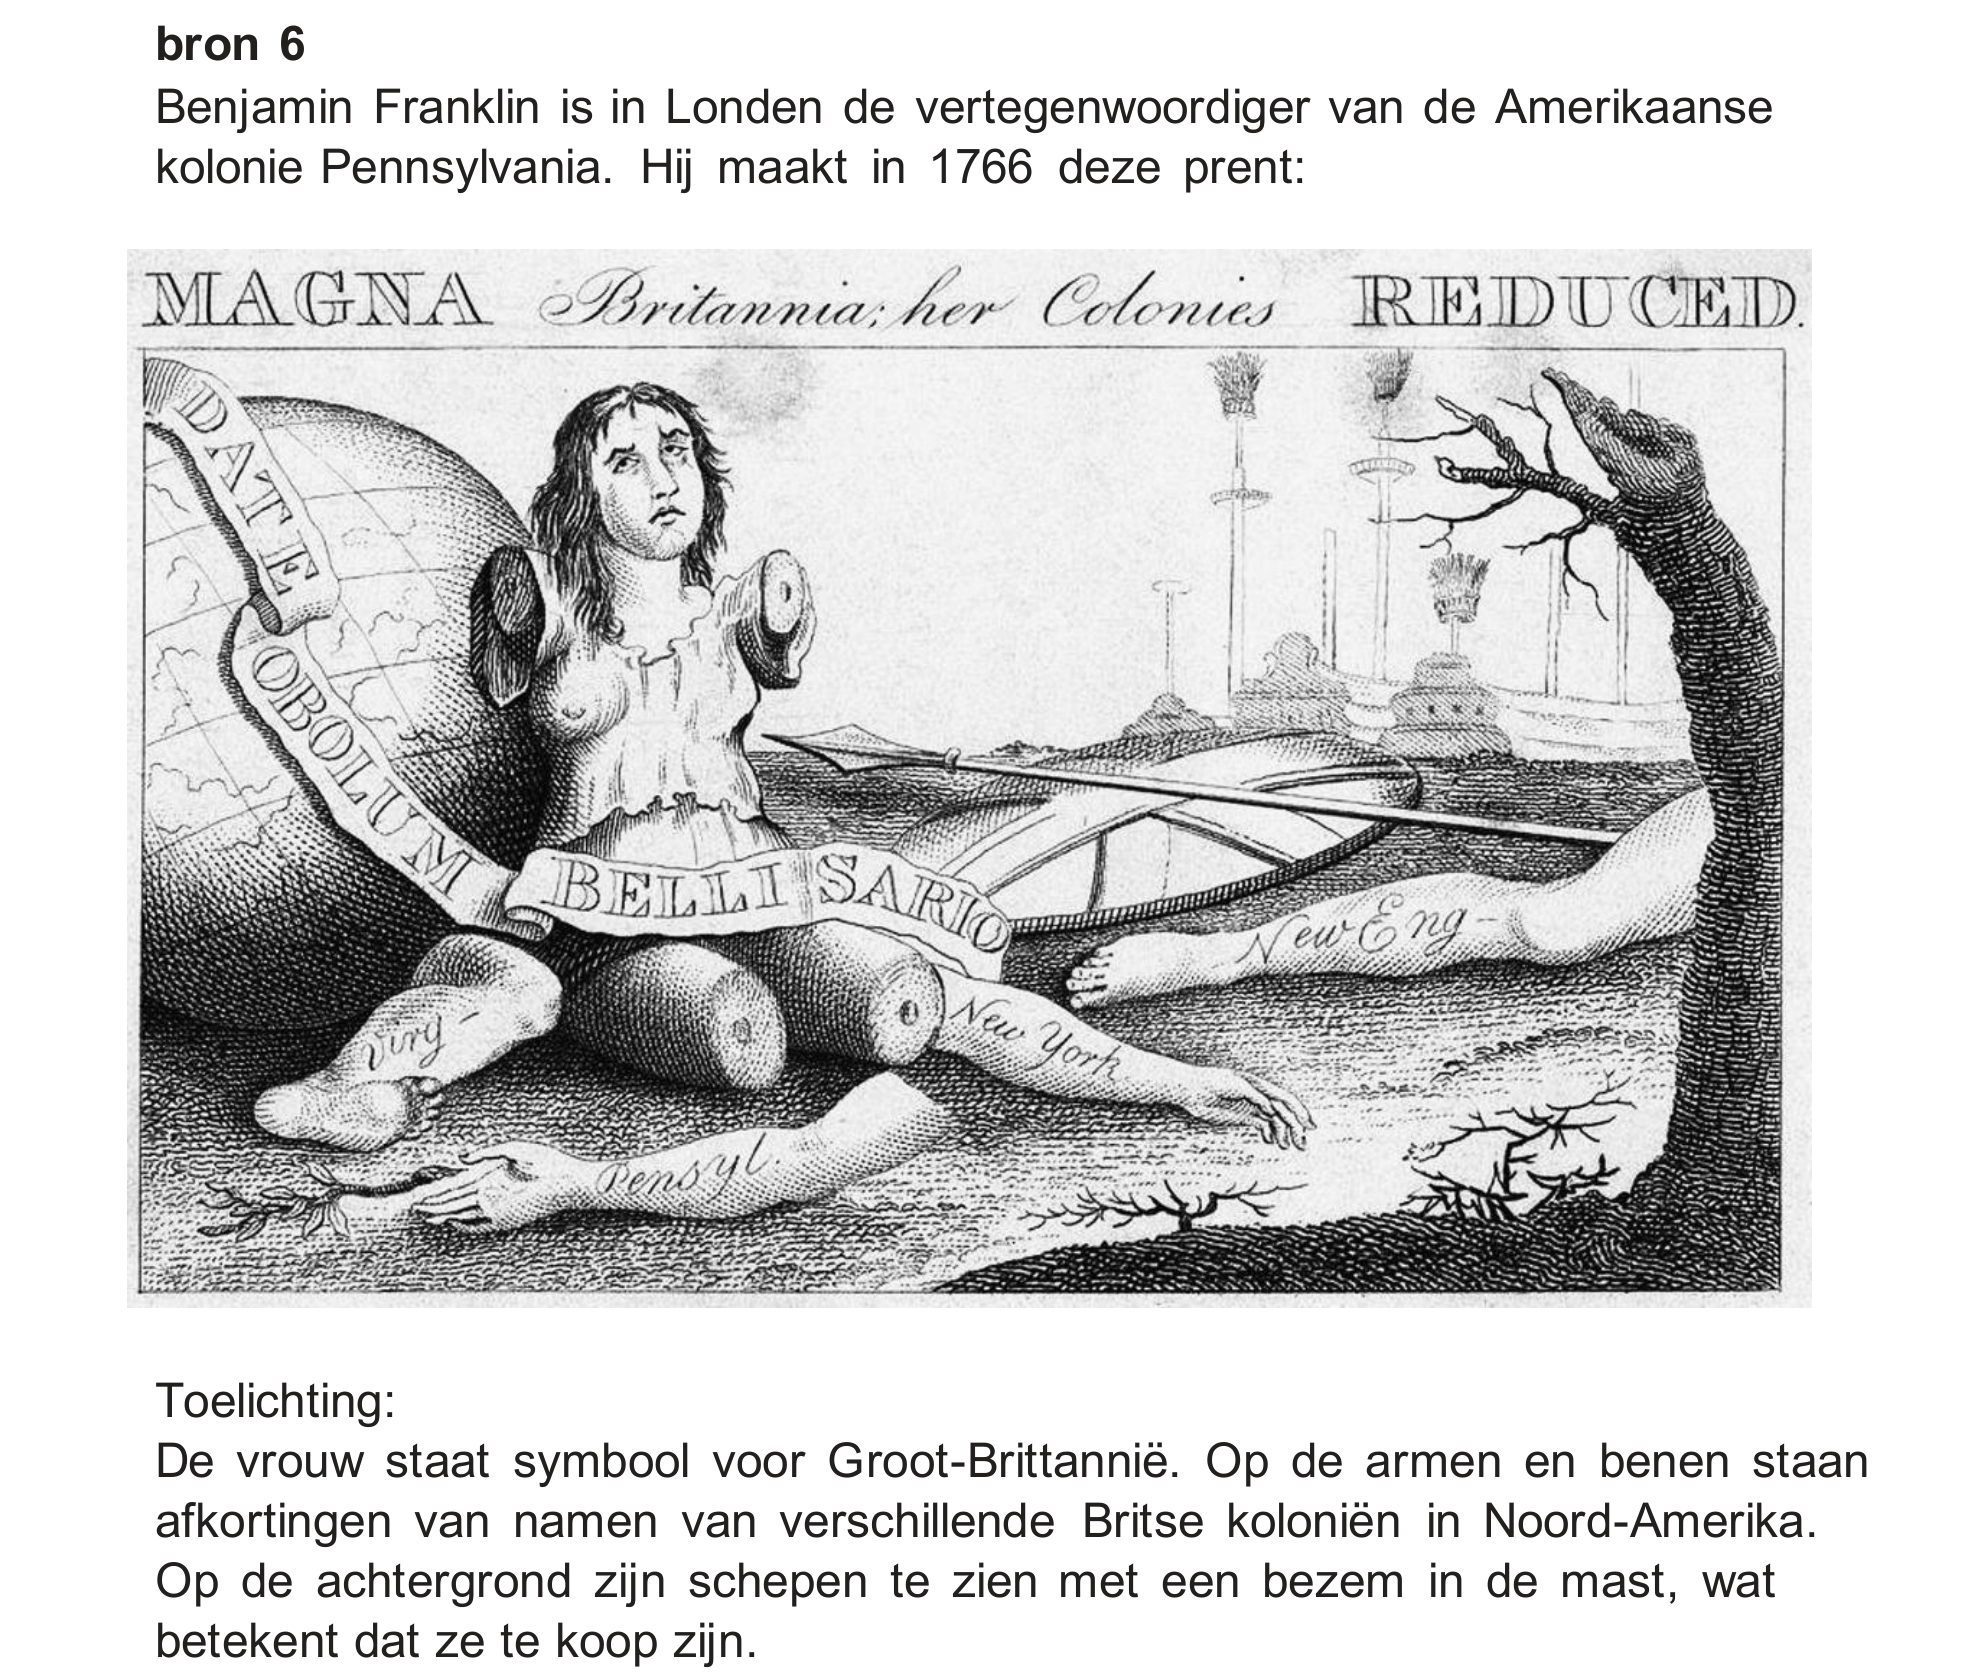 bron 6
Benjamin Franklin is in Londen de vertegenwoordiger van de Amerikaanse
kolonie Pennsylvania. Hij maakt in 1766 deze prent:
MAGNA Britannia; her Colonies REDUCED.
DATE
OBOLUM
BELLISARIO
Virg-
New York
New Eng-
Pensyl.
Toelichting:
De vrouw staat symbool voor Groot-Brittannië. Op de armen en benen staan
afkortingen van namen van verschillende Britse koloniën in Noord-Amerika.
Op de achtergrond zijn schepen te zien met een bezem in de mast, wat
betekent dat ze te koop zijn.